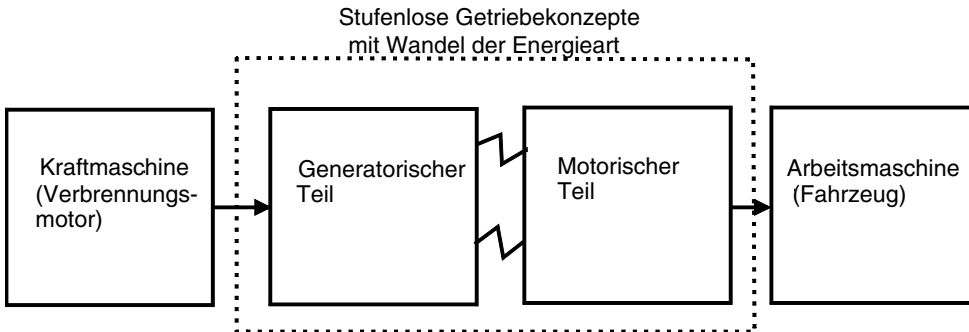 Stufenlose Getriebekonzepte
mit Wandel der Energieart
Kraftmaschine
(Verbrennungs-
motor)
Generatorischer
Teil
Motorischer
Teil
Arbeitsmaschine
(Fahrzeug)